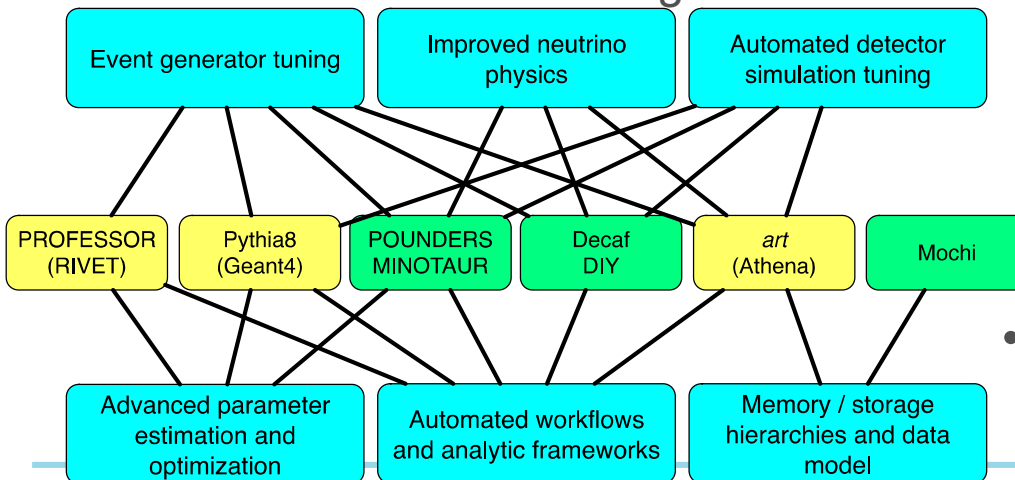 Event generator tuning
Improved neutrino
physics
Automated detector
simulation tuning
PROFESSOR
(RIVET)
Pythia8
(Geant4)
POUNDERS
MINOTAUR
Decaf
DIY
art
(Athena)
Mochi
•
Advanced parameter
estimation and
optimization
Automated workflows
and analytic frameworks
Memory / storage
hierarchies and data
model